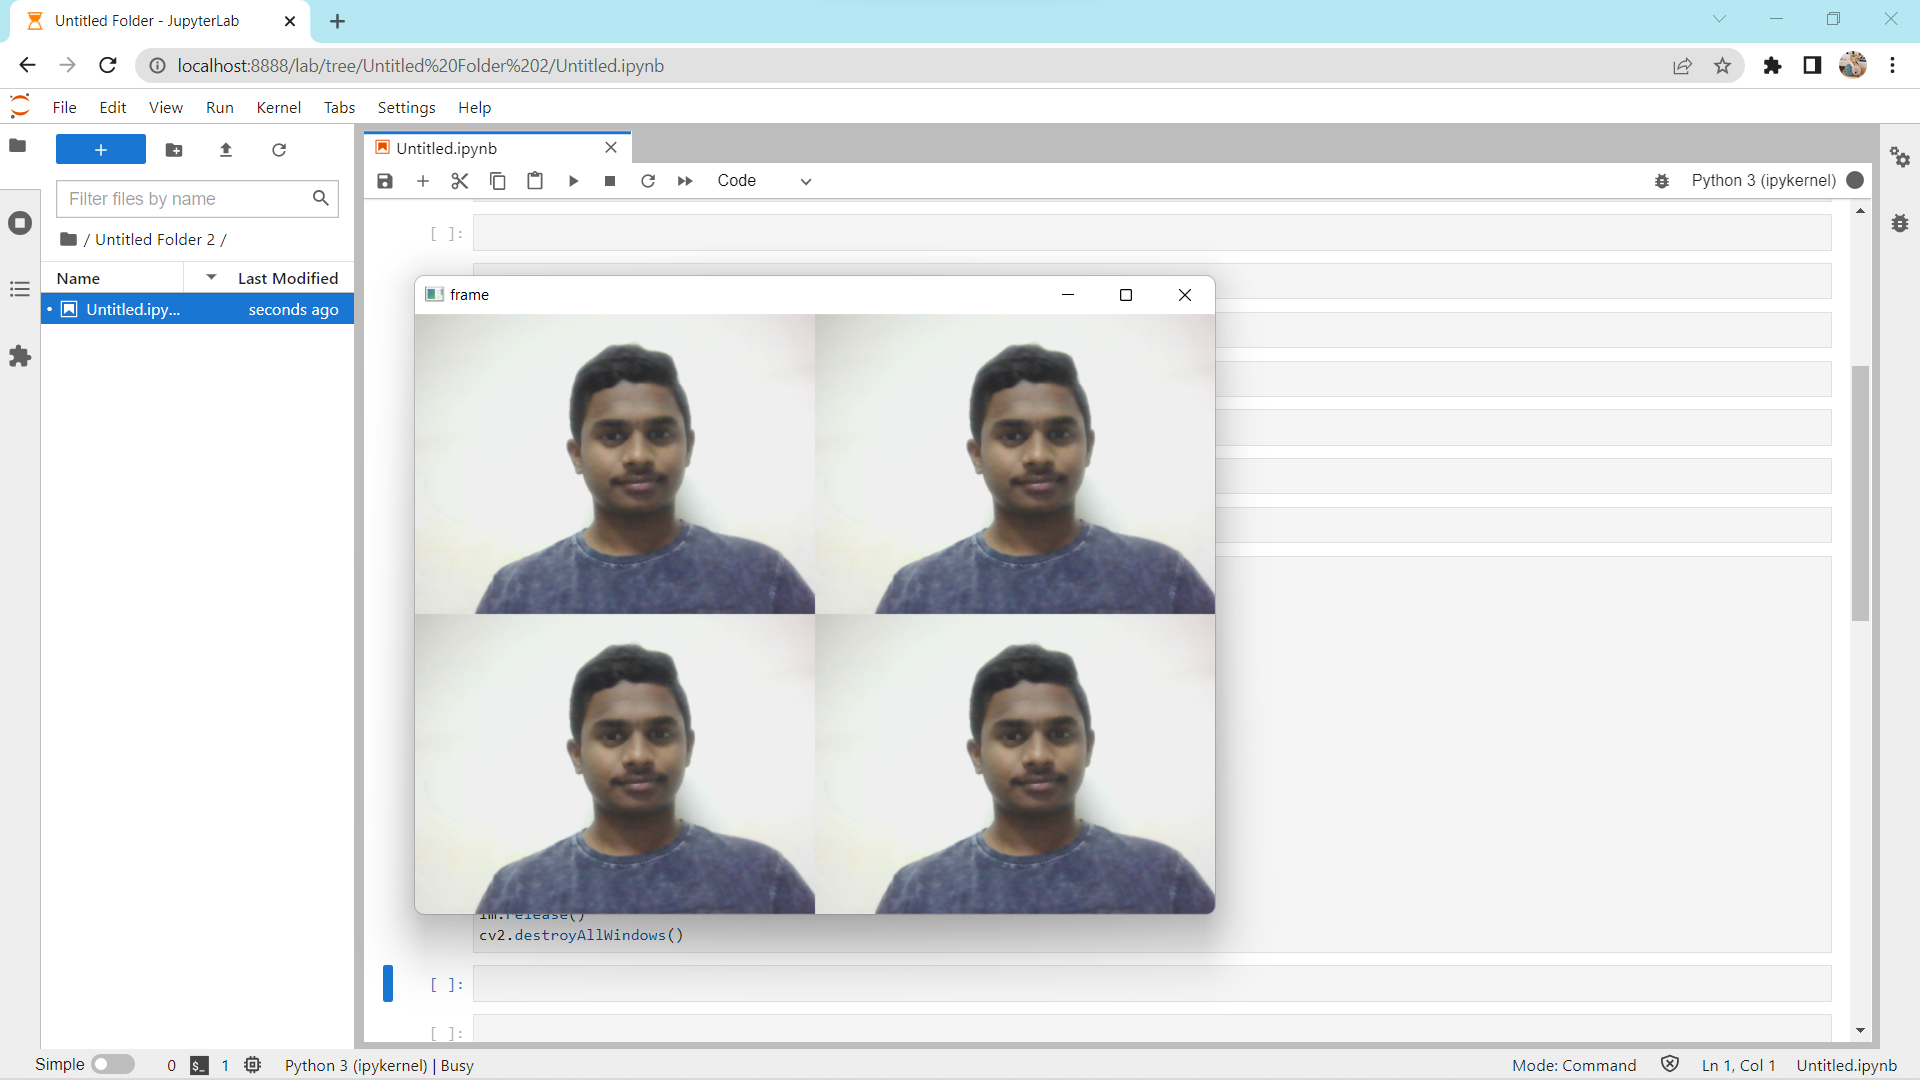 Untitled Folder - JupyterLab
localhost:8888/lab/tree/Untitled%20Folder%202/Untitled.ipynb
File Edit View Run Kernel Tabs Settings Help
Untitled.ipynb
Code
Python 3 (ipykernel)
Filter files by name
/ Untitled Folder 2 /
Name Last Modified
Untitled.ipy... seconds ago
[ ]:
frame
im.release()
cv2.destroyAllWindows()
[ ]:
[ ]:
Simple 0 $_ 1 Python 3 (ipykernel) | Busy Mode: Command Ln 1, Col 1 Untitled.ipynb